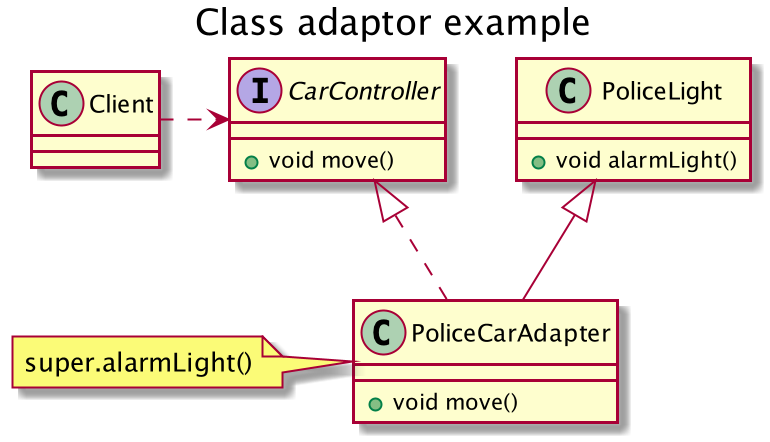 Class adaptor example
C Client
I CarController
void move()
C PoliceLight
void alarmLight()
super.alarmLight()
C PoliceCarAdapter
void move()